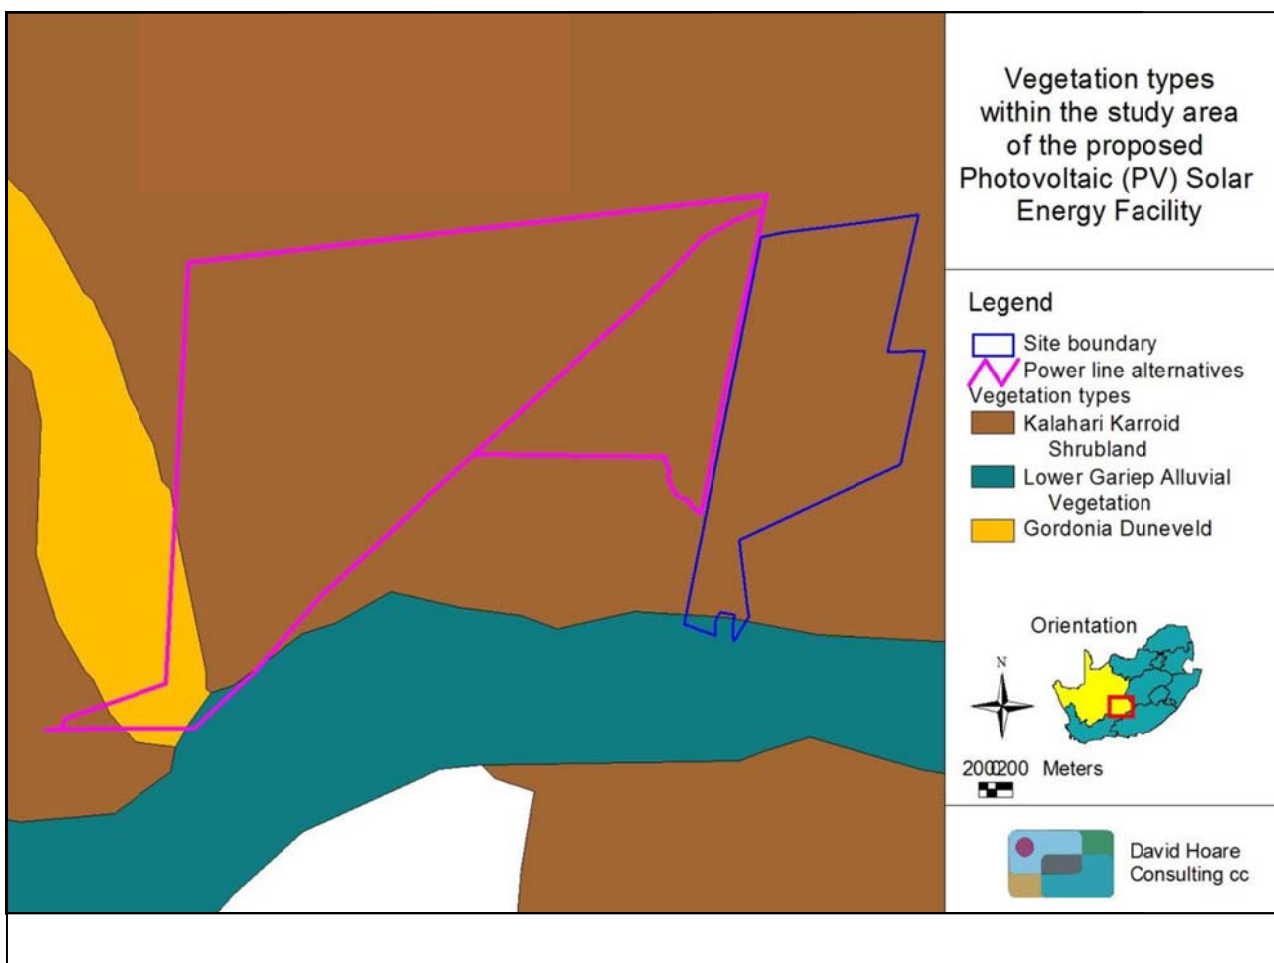 Vegetation types
within the study area
of the proposed
Photovoltaic (PV) Solar
Energy Facility
Legend
Site boundary
Power line alternatives
Vegetation types
Kalahari Karroid
Shrubland
Lower Gariep Alluvial
Vegetation
Gordonia Duneveld
Orientation
N
Meters
David Hoare
Consulting cc